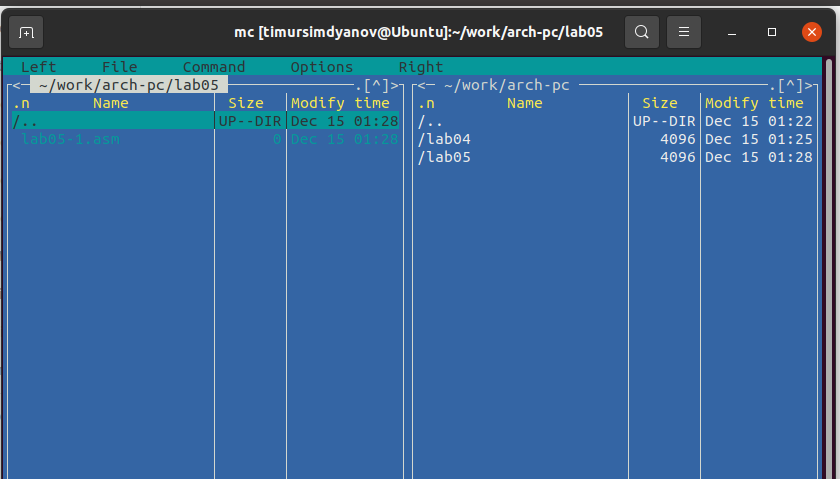 mc [timursimdyanov@Ubuntu]:~/work/arch-pc/lab05
Left File Command Options Right
<─ ~/work/arch-pc/lab05 ─.[^]>
.n Name Size Modify time
/.. UP--DIR Dec 15 01:28
lab05-1.asm 0 Dec 15 01:28
<─ ~/work/arch-pc ─.[^]>
.n Name Size Modify time
/.. UP--DIR Dec 15 01:22
/lab04 4096 Dec 15 01:25
/lab05 4096 Dec 15 01:28